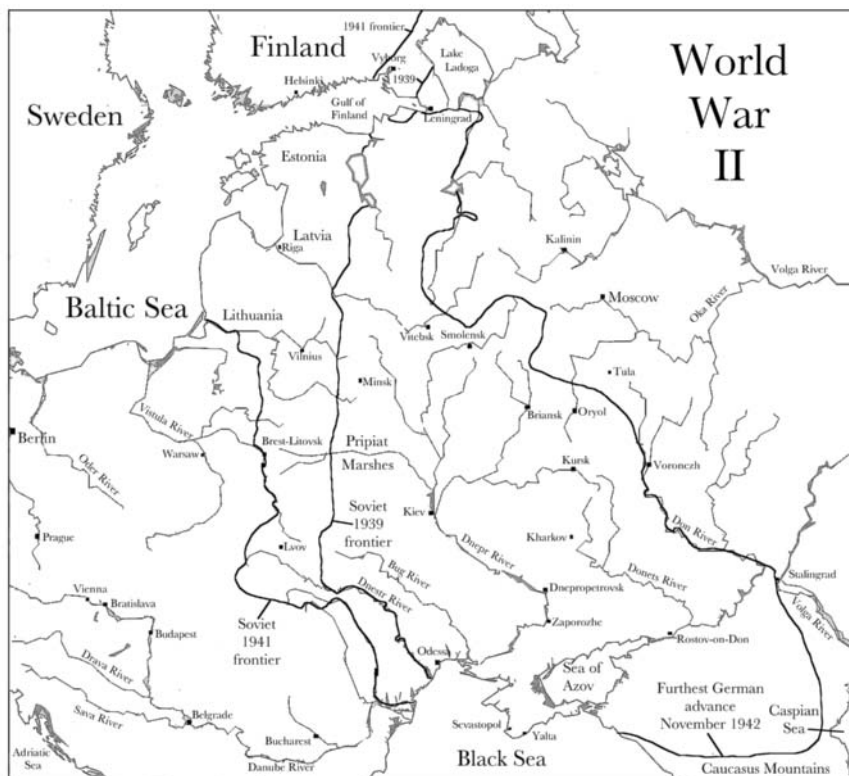 1941 frontier
Finland
World
War
II
Vyborg
Lake
Ladoga
1939
Helsinki
Gulf of
Finland
Leningrad
Sweden
Estonia
Latvia
Riga
Kalinin
Volga River
Baltic Sea
Lithuania
Moscow
Oka River
Vitebsk
Smolensk
Vilnius
Minsk
Tula
Briansk
Oryol
Vistula River
Berlin
Brest-Litovsk
Pripiat
Marshes
Warsaw
Oder River
Kursk
Voronezh
Soviet
1939
frontier
Kiev
Don River
Prague
Lvov
Dnepr River
Kharkov
Bug River
Dnestr River
Donets River
Stalingrad
Volga River
Vienna
Bratislava
Dnepropetrovsk
Soviet
1941
frontier
Budapest
Zaporozhe
Rostov-on-Don
Odessa
Drava River
Sea of
Azov
Furthest German
advance
November 1942
Sava River
Belgrade
Caspian
Sea
Sevastopol
Yalta
Bucharest
Adriatic
Sea
Black Sea
Danube River
Caucasus Mountains